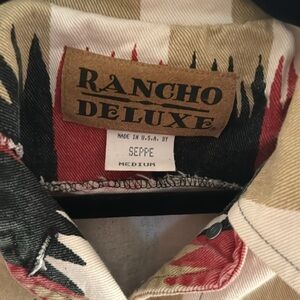 RANCHO
DELUXE
MADE IN U.S.A. BY
SEPPE
MEDIUM